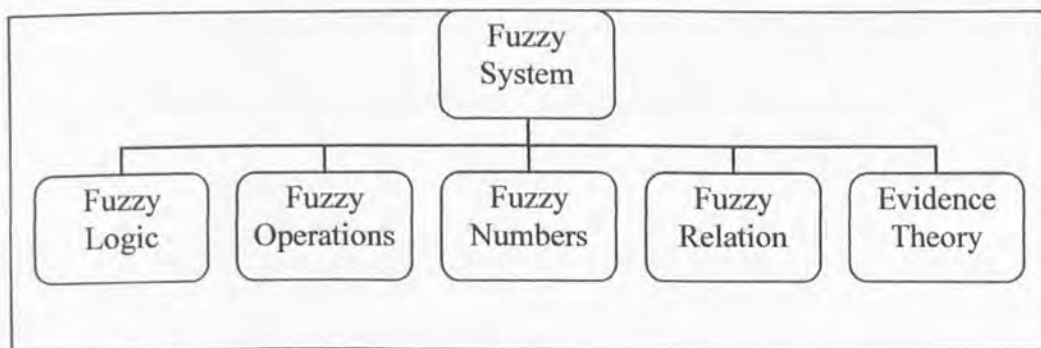 Fuzzy
System
Fuzzy
Logic
Fuzzy
Operations
Fuzzy
Numbers
Fuzzy
Relation
Evidence
Theory